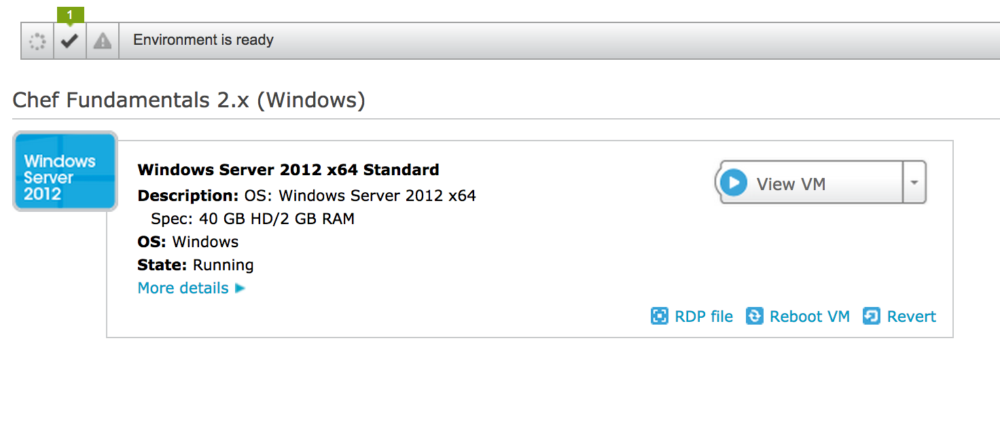 1
Environment is ready
Chef Fundamentals 2.x (Windows)
Windows
Server
2012
Windows Server 2012 x64 Standard
View VM
Description: OS: Windows Server 2012 x64
Spec: 40 GB HD/2 GB RAM
OS: Windows
State: Running
More details
RDP file Reboot VM Revert